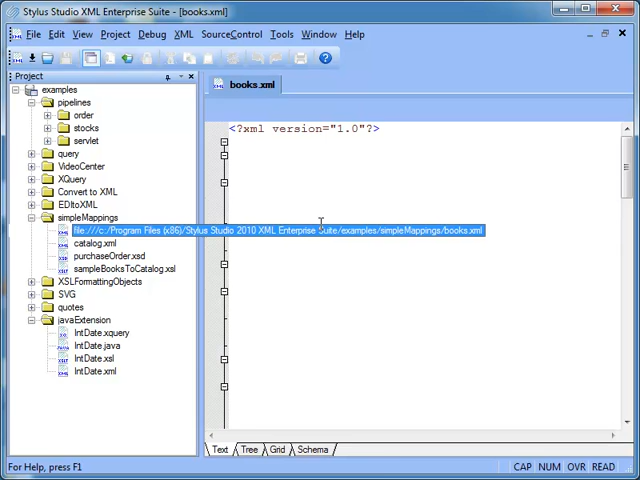 Stylus Studio XML Enterprise Suite - [books.xml]
File Edit View Project Debug XML SourceControl Tools Window Help
Project
books.xml
examples
pipelines
order
stocks
servlet
query
VideoCenter
XQuery
Convert to XML
EDItoXML
simpleMappings
file:///c:/Program Files (x86)/Stylus Studio 2010 XML Enterprise Suite/examples/simpleMappings/books.xml
catalog.xml
purchaseOrder.xsd
sampleBooksToCatalog.xsl
XSLFormattingObjects
SVG
quotes
javaExtension
IntDate.xquery
IntDate.java
IntDate.xsl
IntDate.xml
<?xml version="1.0"?>
Text Tree Grid Schema
For Help, press F1
CAP NUM OVR READ